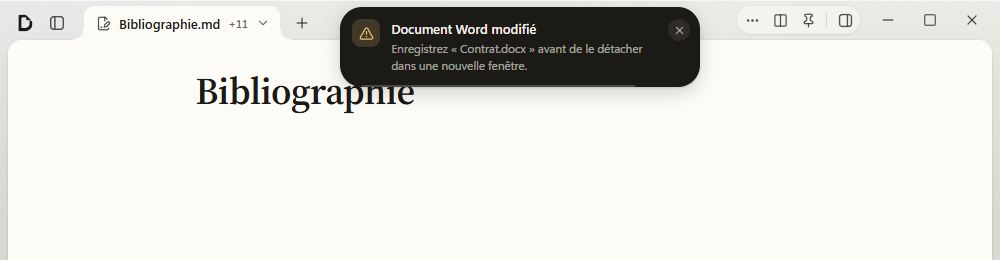 Bibliographie.md +11
Document Word modifié
Enregistrez « Contrat.docx » avant de le détacher
dans une nouvelle fenêtre.
Bibliographie